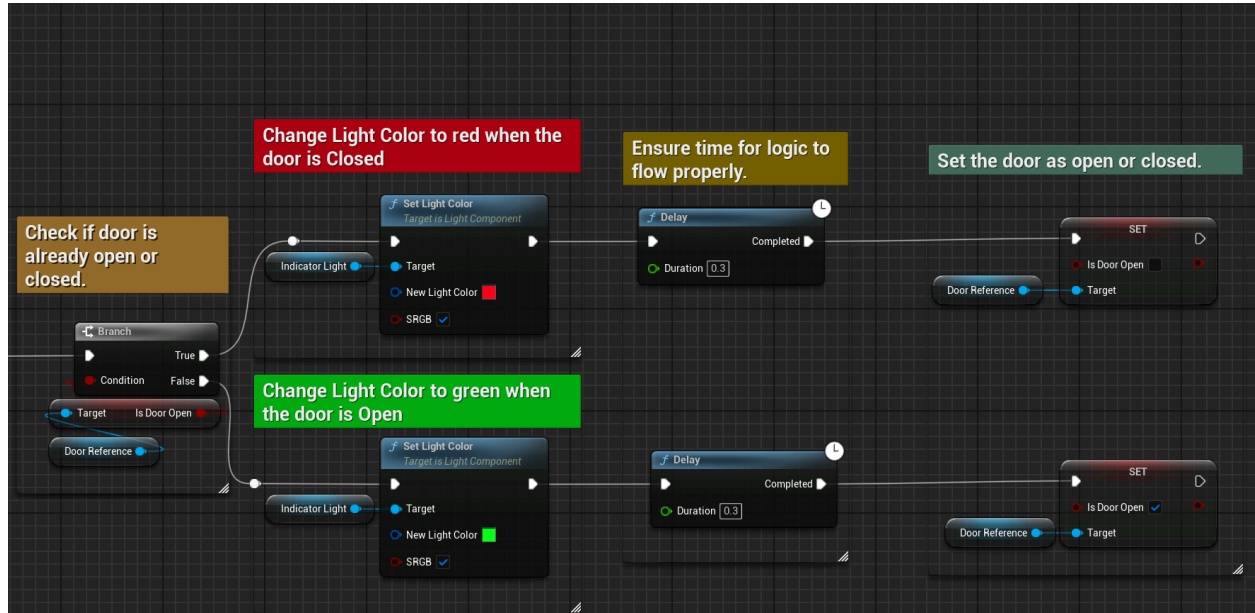 Check if door is
already open or
closed.
Branch
True
Condition
False
Target
Is Door Open
Door Reference
Change Light Color to red when the
door is Closed
f Set Light Color
Target is Light Component
Indicator Light
Target
New Light Color
SRGB
Ensure time for logic to
flow properly.
f Delay
Completed
Duration 0.3
Set the door as open or closed.
SET
Is Door Open
Door Reference
Target
Change Light Color to green when
the door is Open
f Set Light Color
Target is Light Component
Indicator Light
Target
New Light Color
SRGB
f Delay
Completed
Duration 0.3
SET
Is Door Open
Door Reference
Target